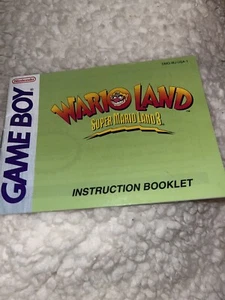 Nintendo
GAME BOY
WARIO LAND
SUPER MARIO LAND 3
INSTRUCTION BOOKLET